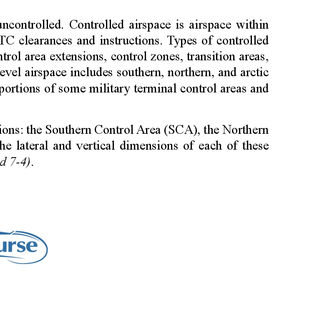 uncontrolled. Controlled airspace is airspace within
TC clearances and instructions. Types of controlled
ntrol area extensions, control zones, transition areas,
evel airspace includes southern, northern, and arctic
portions of some military terminal control areas and
ions: the Southern Control Area (SCA), the Northern
he lateral and vertical dimensions of each of these
d 7-4).
urse